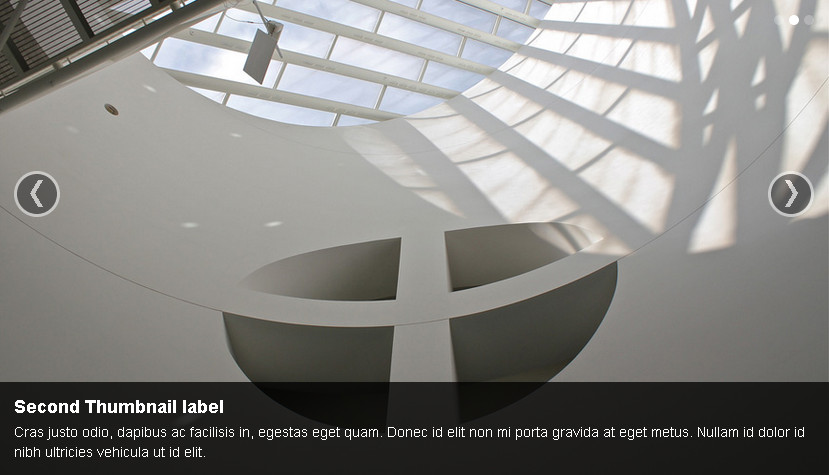 Second Thumbnail label
Cras justo odio, dapibus ac facilisis in, egestas eget quam. Donec id elit non mi porta gravida at eget metus. Nullam id dolor id
nibh ultricies vehicula ut id elit.